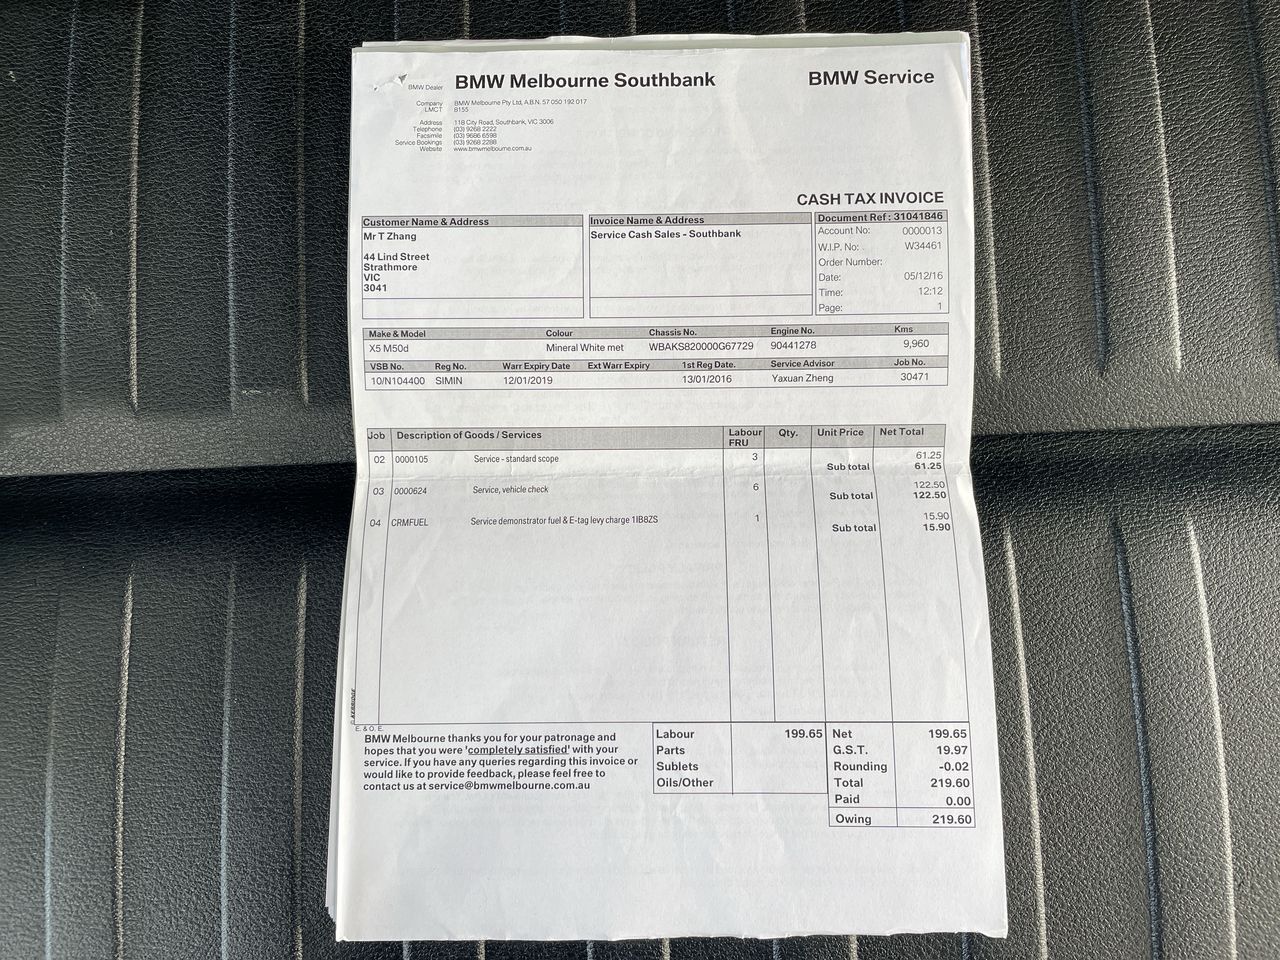 BMW Dealer BMW Melbourne Southbank BMW Service
Company BMW Melbourne Pty Ltd, A.B.N. 57 050 192 017
LMCT 8155
Address 118 City Road, Southbank, VIC 3006
Telephone (03) 9268 2222
Facsimile (03) 9686 6598
Service Bookings (03) 9268 2288
Website www.bmwmelbourne.com.au
CASH TAX INVOICE
Customer Name & Address
Mr T Zhang
44 Lind Street
Strathmore
VIC
3041
Invoice Name & Address
Service Cash Sales - Southbank
Document Ref : 31041846
Account No: 0000013
W.I.P. No: W34461
Order Number:
Date: 05/12/16
Time: 12:12
Page: 1
Make & Model Colour Chassis No. Engine No. Kms
X5 M50d Mineral White met WBAKS820000G67729 90441278 9,960
VSB No. Reg No. Warr Expiry Date Ext Warr Expiry 1st Reg Date. Service Advisor Job No.
10/N104400 SIMIN 12/01/2019 13/01/2016 Yaxuan Zheng 30471
Job Description of Goods / Services Labour FRU Qty. Unit Price Net Total
02 0000105 Service - standard scope 3 61.25
Sub total 61.25
03 0000624 Service, vehicle check 6 122.50
Sub total 122.50
04 CRMFUEL Service demonstrator fuel & E-tag levy charge 1IB8ZS 1 15.90
Sub total 15.90
E. & O. E.
BMW Melbourne thanks you for your patronage and
hopes that you were 'completely satisfied' with your
service. If you have any queries regarding this invoice or
would like to provide feedback, please feel free to
contact us at service@bmwmelbourne.com.au
Labour 199.65
Parts
Sublets
Oils/Other
Net 199.65
G.S.T. 19.97
Rounding -0.02
Total 219.60
Paid 0.00
Owing 219.60